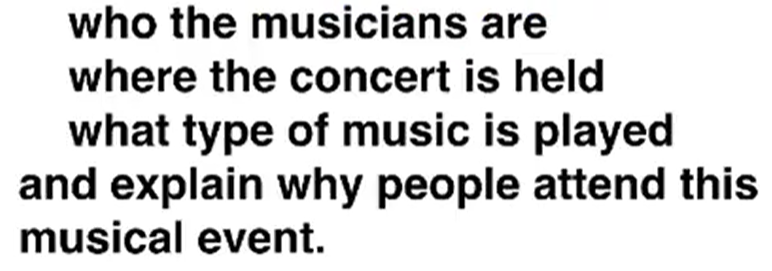 who the musicians are
where the concert is held
what type of music is played
and explain why people attend this
musical event.